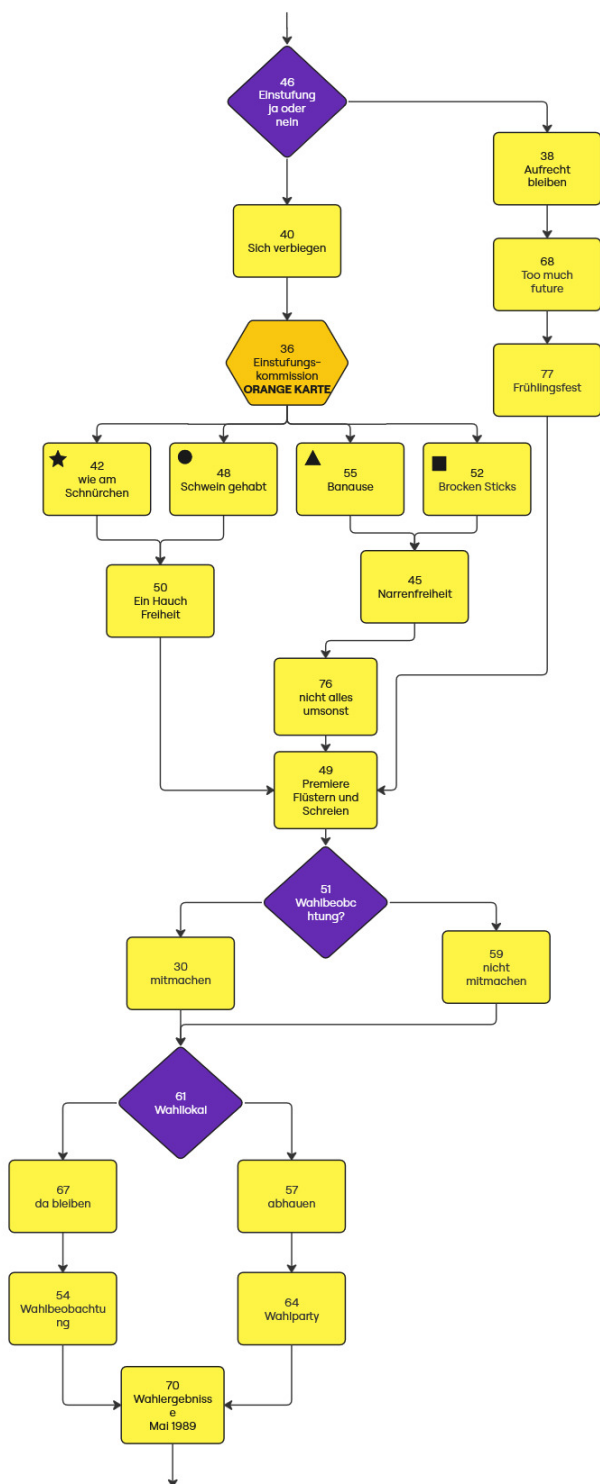 46
Einstufung
ja oder
nein
38
Aufrecht
bleiben
40
Sich verbiegen
68
Too much
future
36
Einstufungs-
kommission
ORANGE KARTE
77
Frühlingsfest
42
wie am
Schnürchen
48
Schwein gehabt
55
Banause
52
Brocken Sticks
50
Ein Hauch
Freiheit
45
Narrenfreiheit
76
nicht alles
umsonst
49
Premiere
Flüstern und
Schreien
51
Wahlbeobc
htung?
30
mitmachen
59
nicht
mitmachen
61
Wahllokal
67
da bleiben
57
abhauen
54
Wahlbeobachtu
ng
64
Wahlparty
70
Wahlergebniss
e
Mai 1989